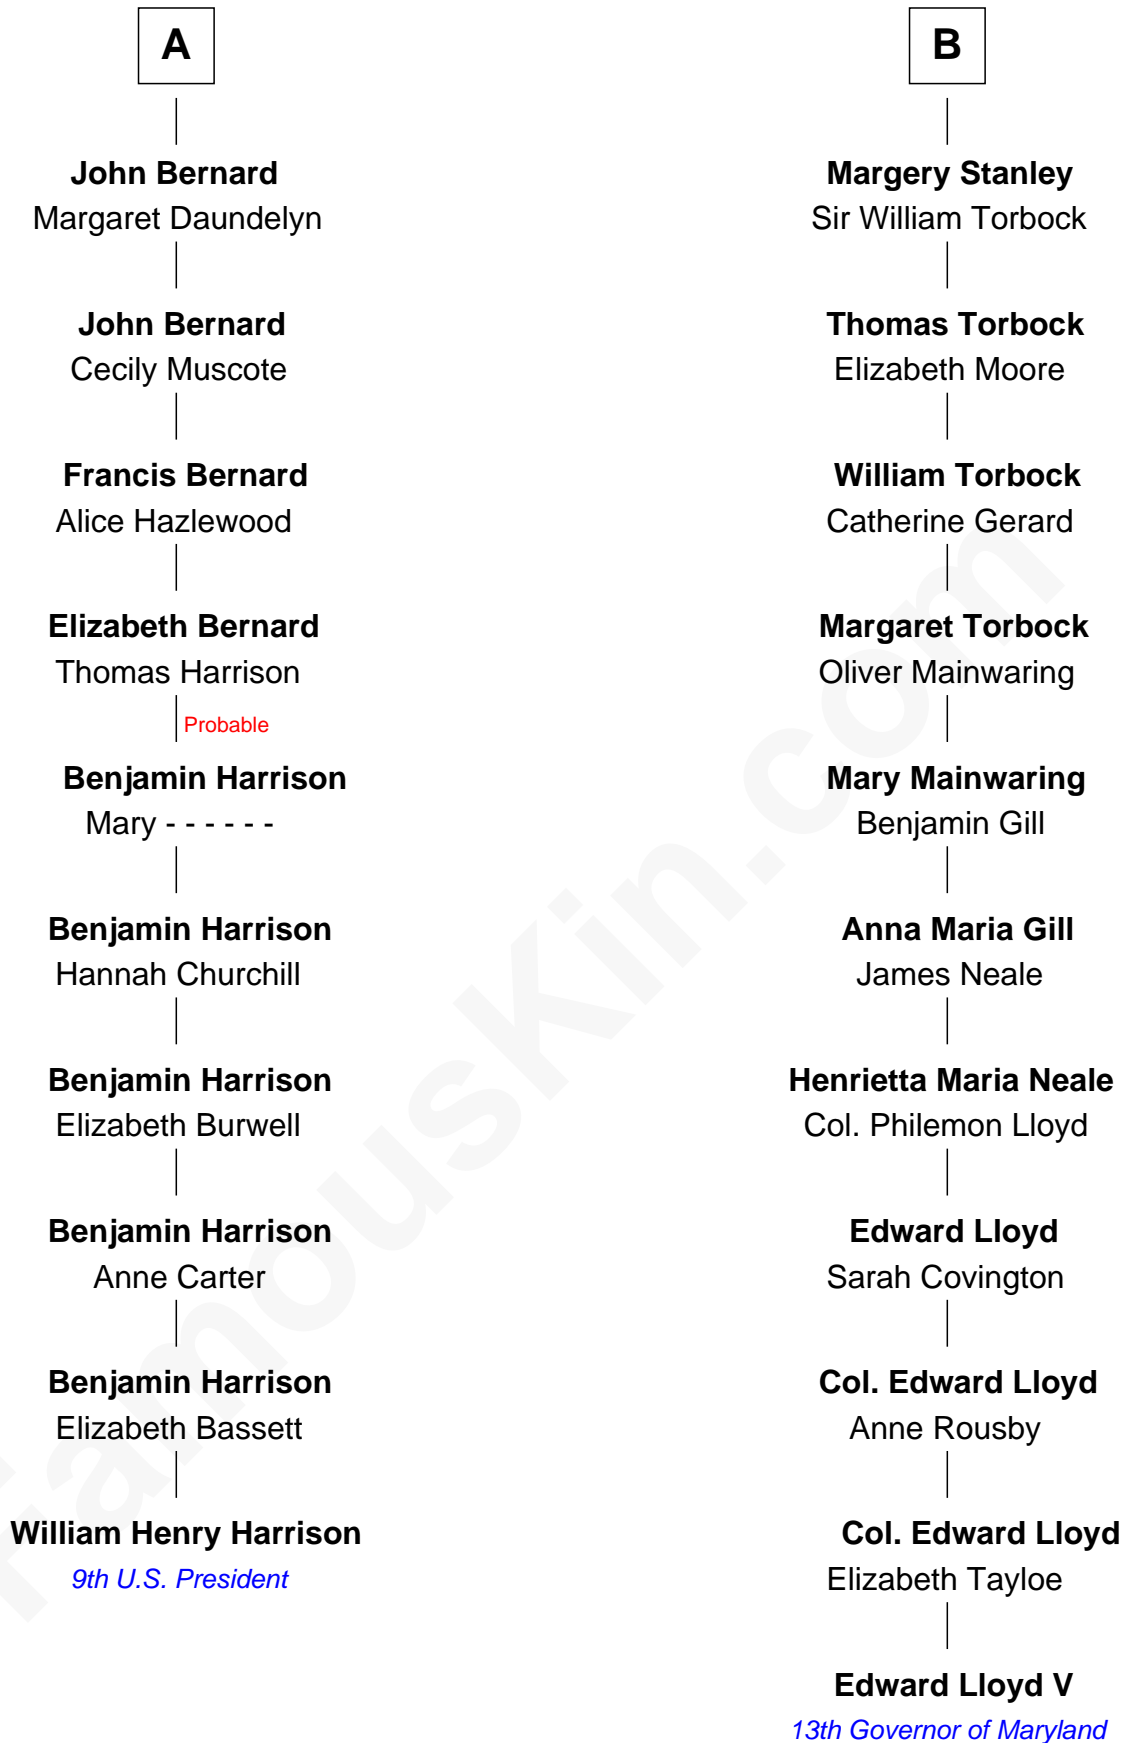 A
John Bernard
Margaret Daundelyn
John Bernard
Cecily Muscote
Francis Bernard
Alice Hazlewood
Elizabeth Bernard
Thomas Harrison
Probable
Benjamin Harrison
Mary - - - - - -
Benjamin Harrison
Hannah Churchill
Benjamin Harrison
Elizabeth Burwell
Benjamin Harrison
Anne Carter
Benjamin Harrison
Elizabeth Bassett
William Henry Harrison
9th U.S. President
B
Margery Stanley
Sir William Torbock
Thomas Torbock
Elizabeth Moore
William Torbock
Catherine Gerard
Margaret Torbock
Oliver Mainwaring
Mary Mainwaring
Benjamin Gill
Anna Maria Gill
James Neale
Henrietta Maria Neale
Col. Philemon Lloyd
Edward Lloyd
Sarah Covington
Col. Edward Lloyd
Anne Rousby
Col. Edward Lloyd
Elizabeth Tayloe
Edward Lloyd V
13th Governor of Maryland
FamousKin.com